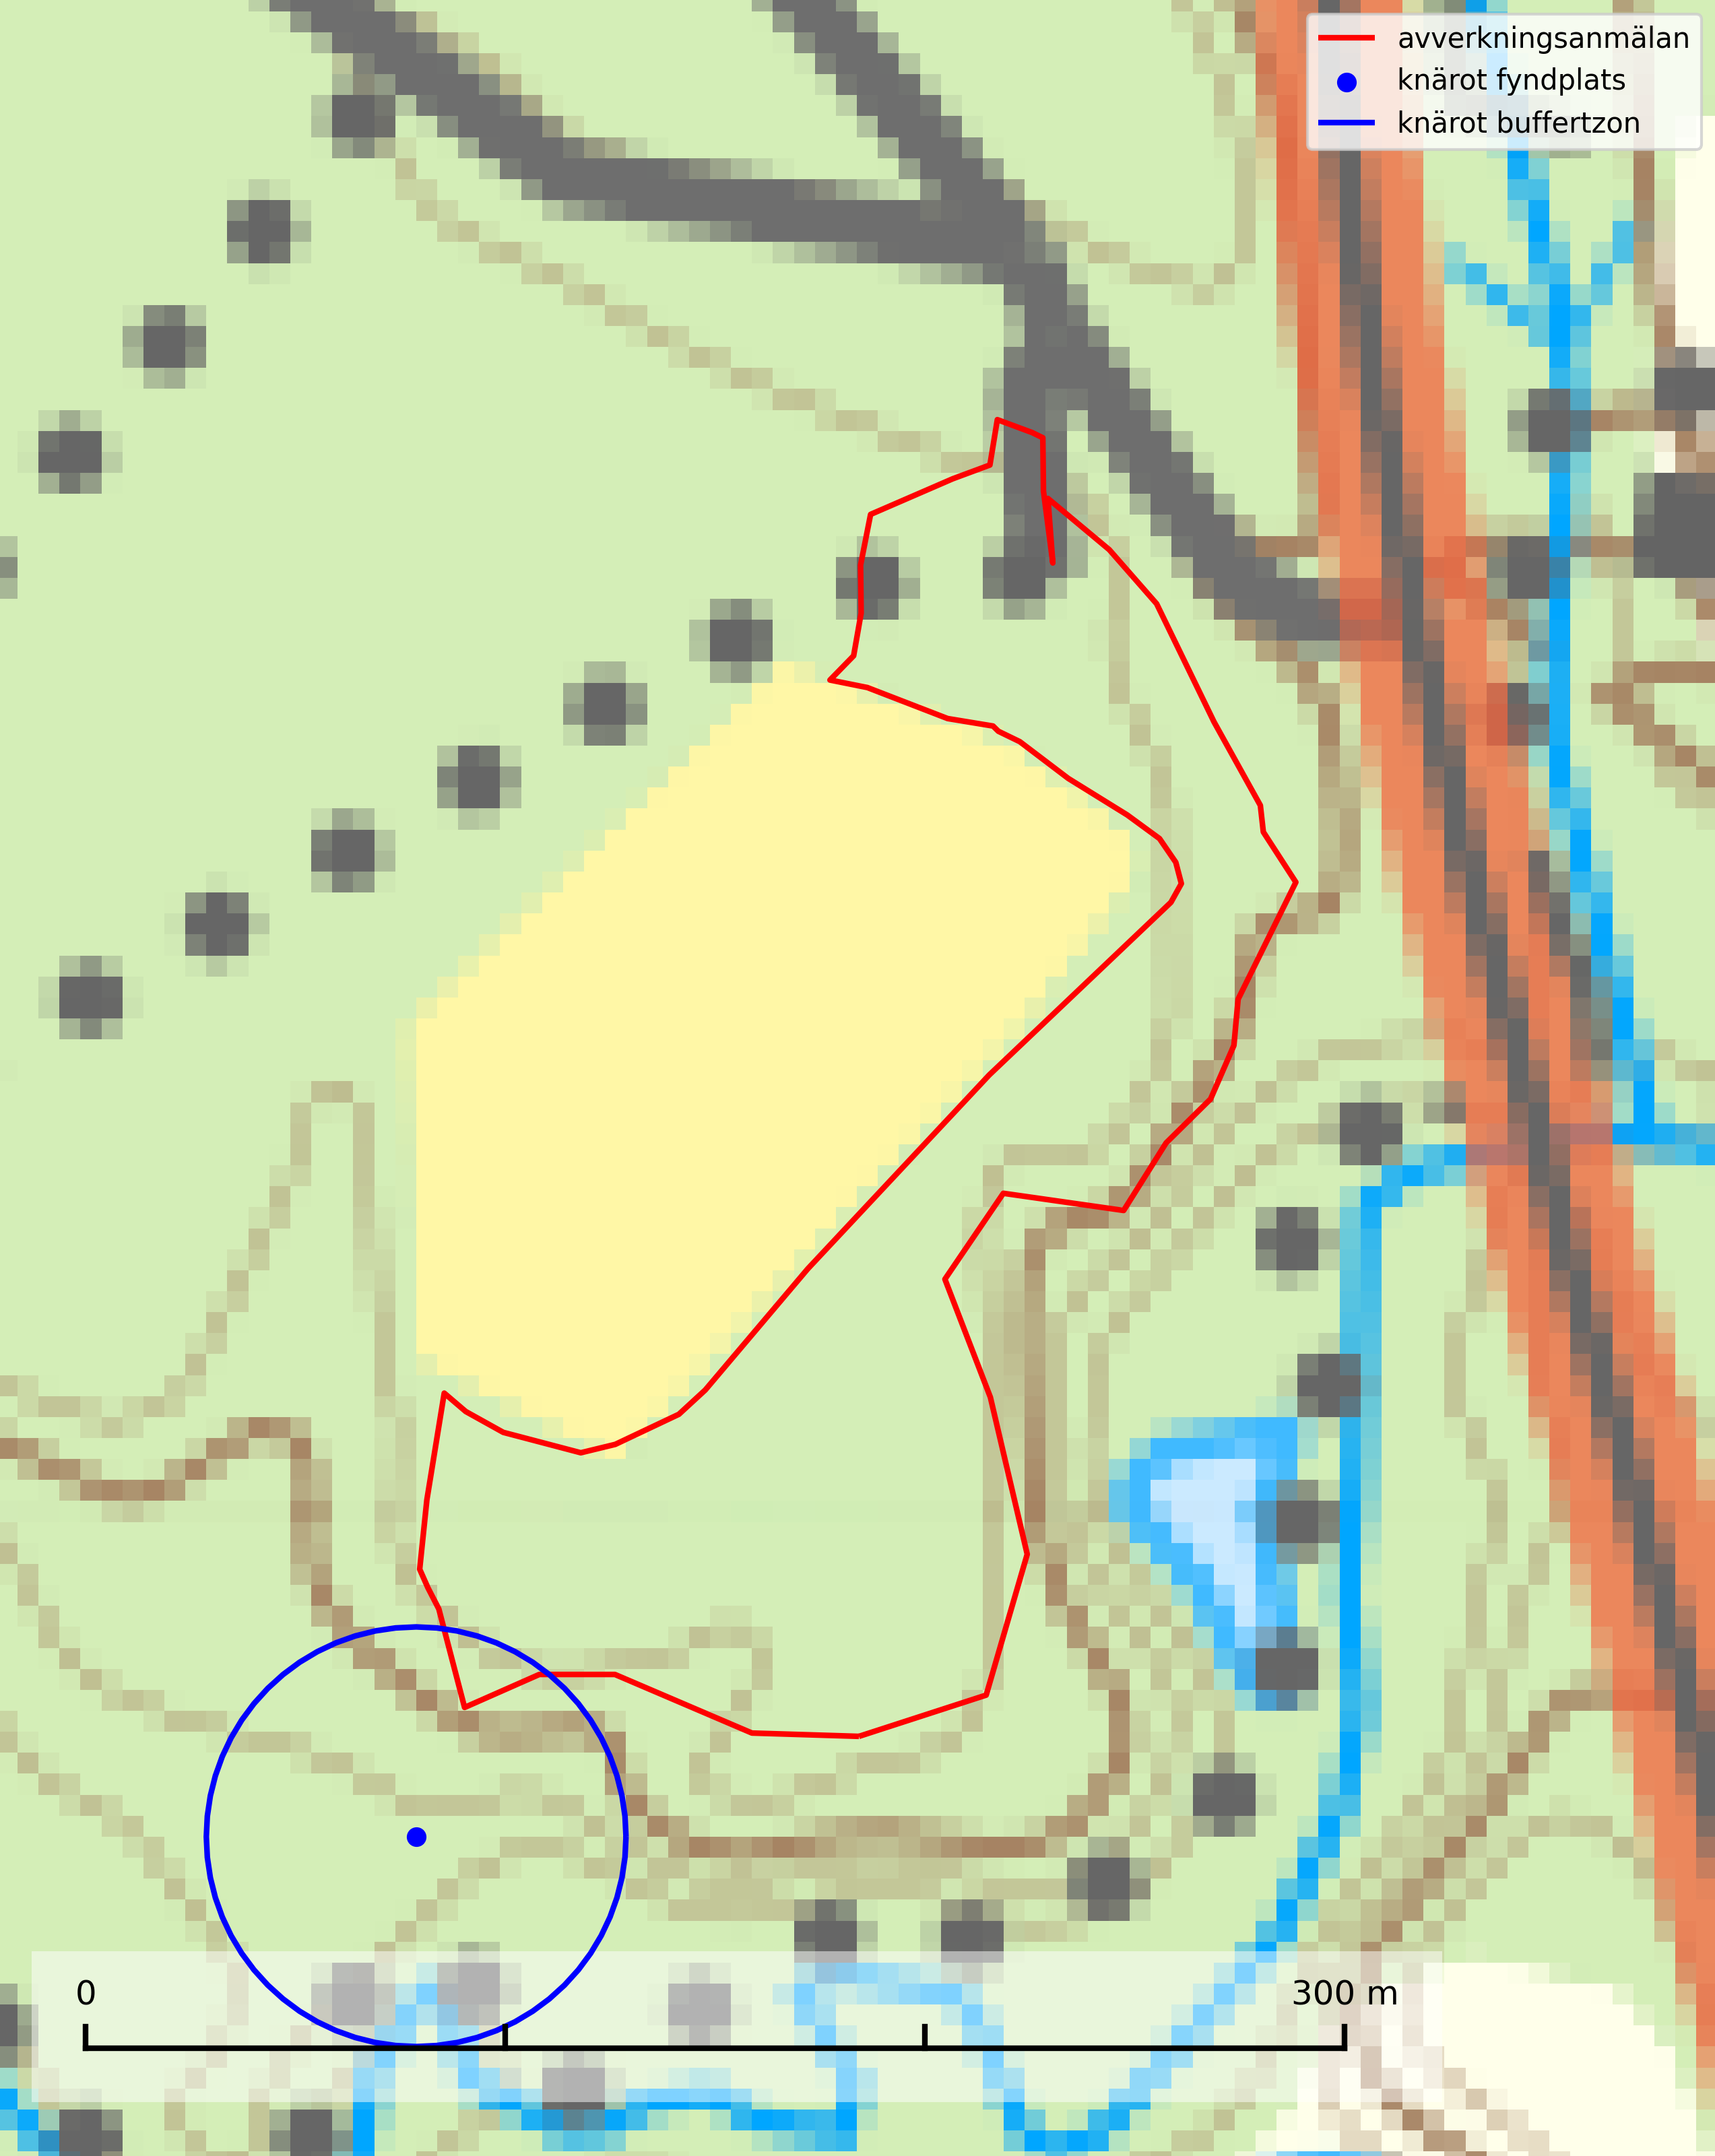 avverkningsanmälan
knärot fyndplats
knärot buffertzon
0 300 m